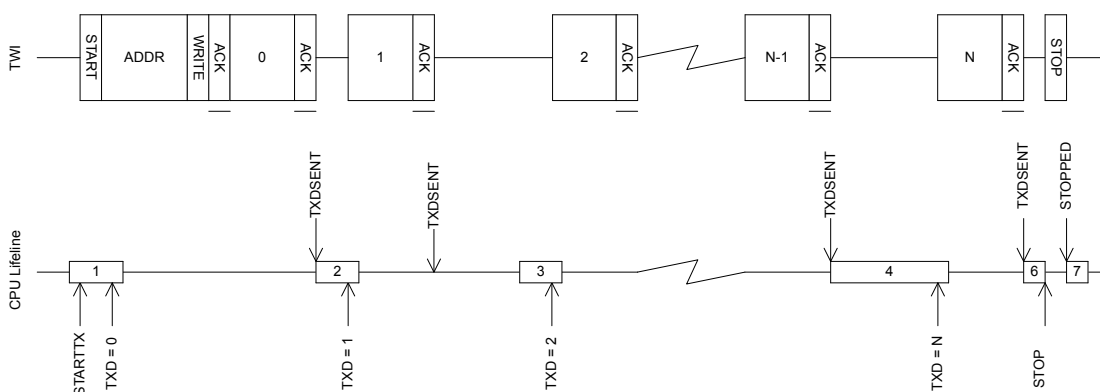 TWI
START
ADDR
WRITE
ACK
0
ACK
1
ACK
2
ACK
N-1
ACK
N
ACK
STOP
TXDSENT
TXDSENT
TXDSENT
TXDSENT
STOPPED
CPU Lifeline
1
2
3
4
6
7
STARTTX
TXD = 0
TXD = 1
TXD = 2
TXD = N
STOP